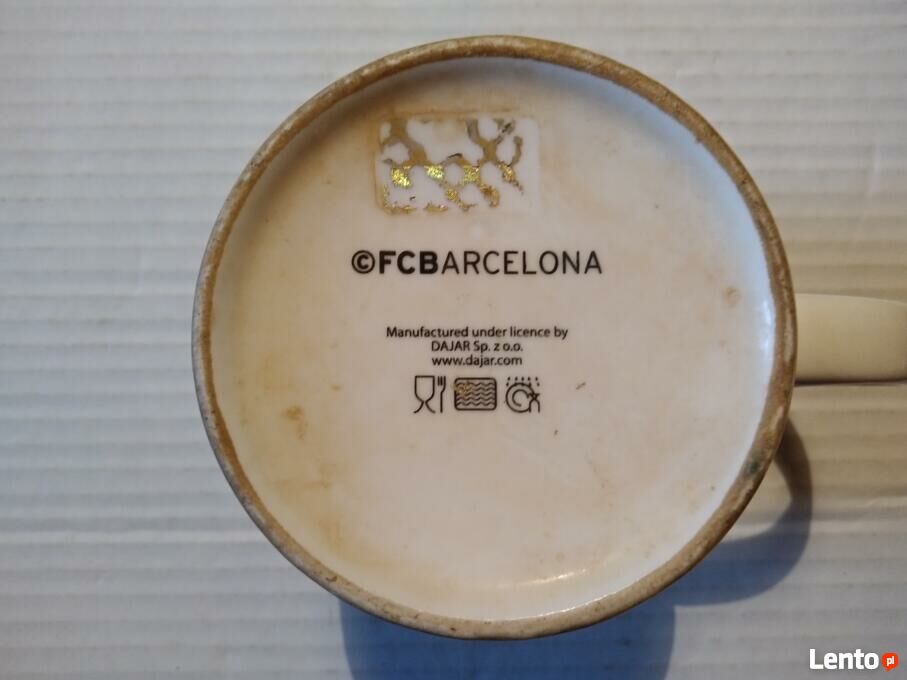 ©FCBARCELONA
Manufactured under licence by
DAJAR Sp. z o.o.
www.dajar.com
Lento.pl